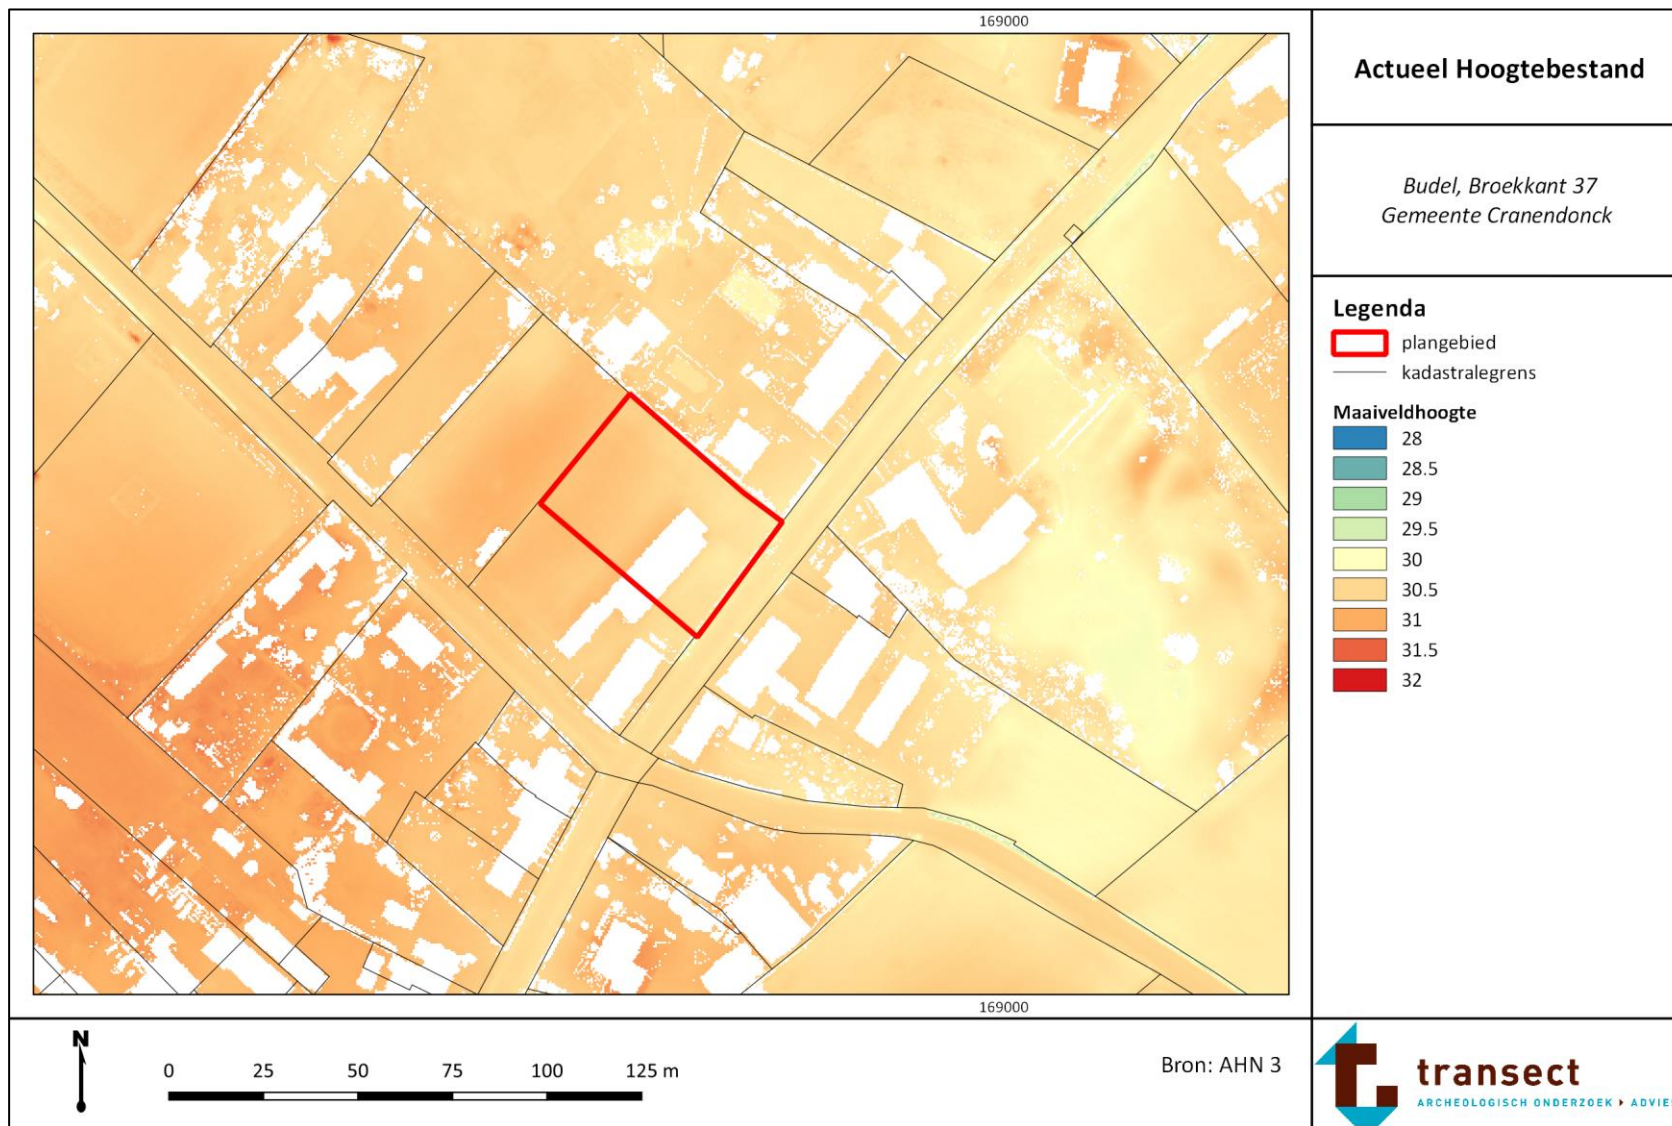 169000
Actueel Hoogtebestand
Budel, Broekkant 37
Gemeente Cranendonck
Legenda
plangebied
kadastralegrens
Maaiveldhoogte
28
28.5
29
29.5
30
30.5
31
31.5
32
169000
N
0 25 50 75 100 125 m
Bron: AHN 3
transect
ARCHEOLOGISCH ONDERZOEK ▸ ADVIES